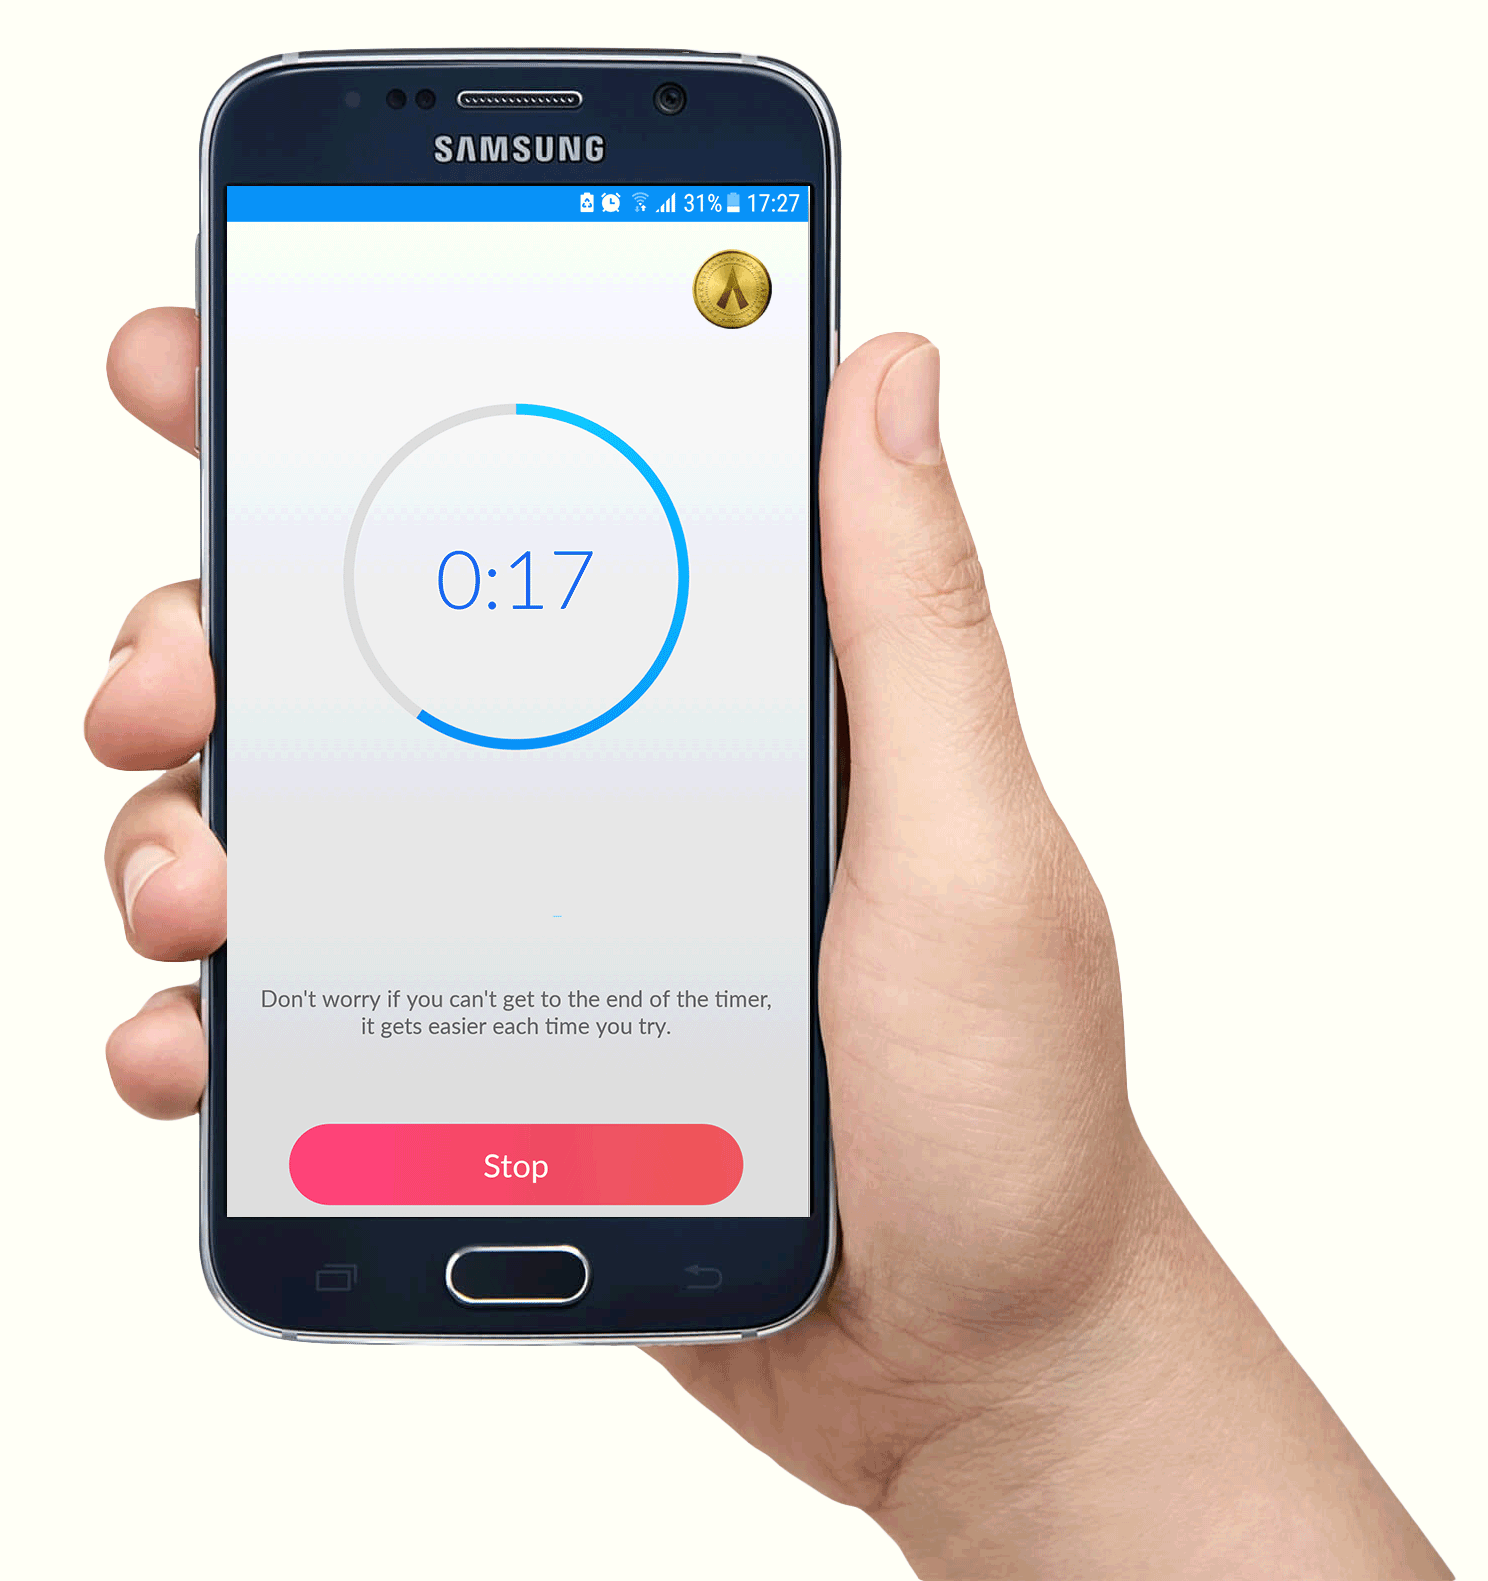 SAMSUNG
31% 17:27
0:17
Don't worry if you can't get to the end of the timer,
it gets easier each time you try.
Stop